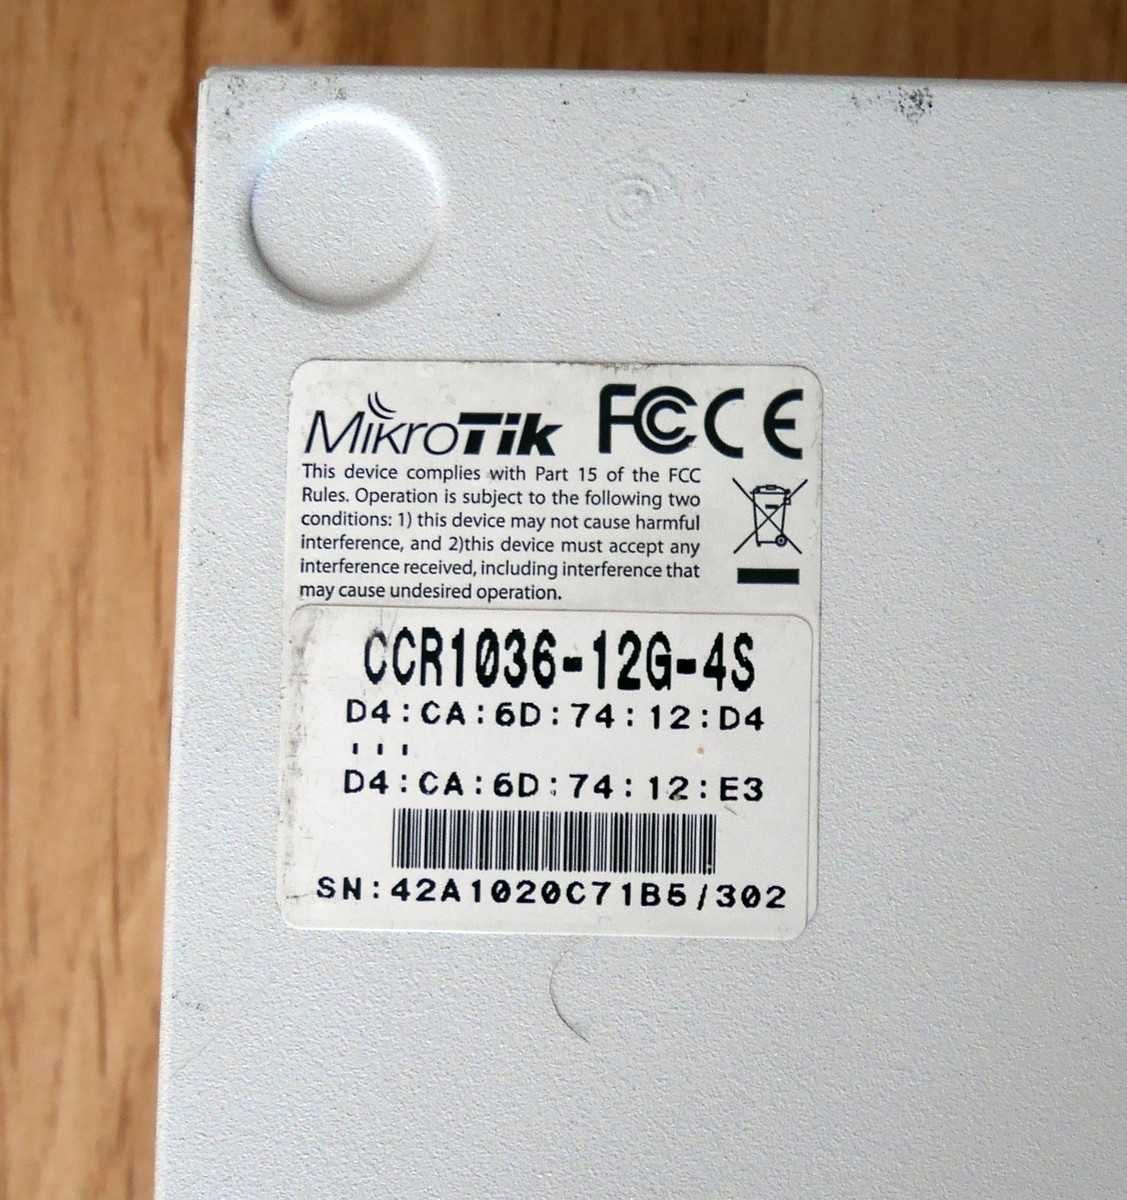 MikroTik FC CE
This device complies with Part 15 of the FCC
Rules. Operation is subject to the following two
conditions: 1) this device may not cause harmful
interference, and 2)this device must accept any
interference received, including interference that
may cause undesired operation.
CCR1036-12G-4S
D4:CA:6D:74:12:D4
...
D4:CA:6D:74:12:E3
SN:42A1020C71B5/302